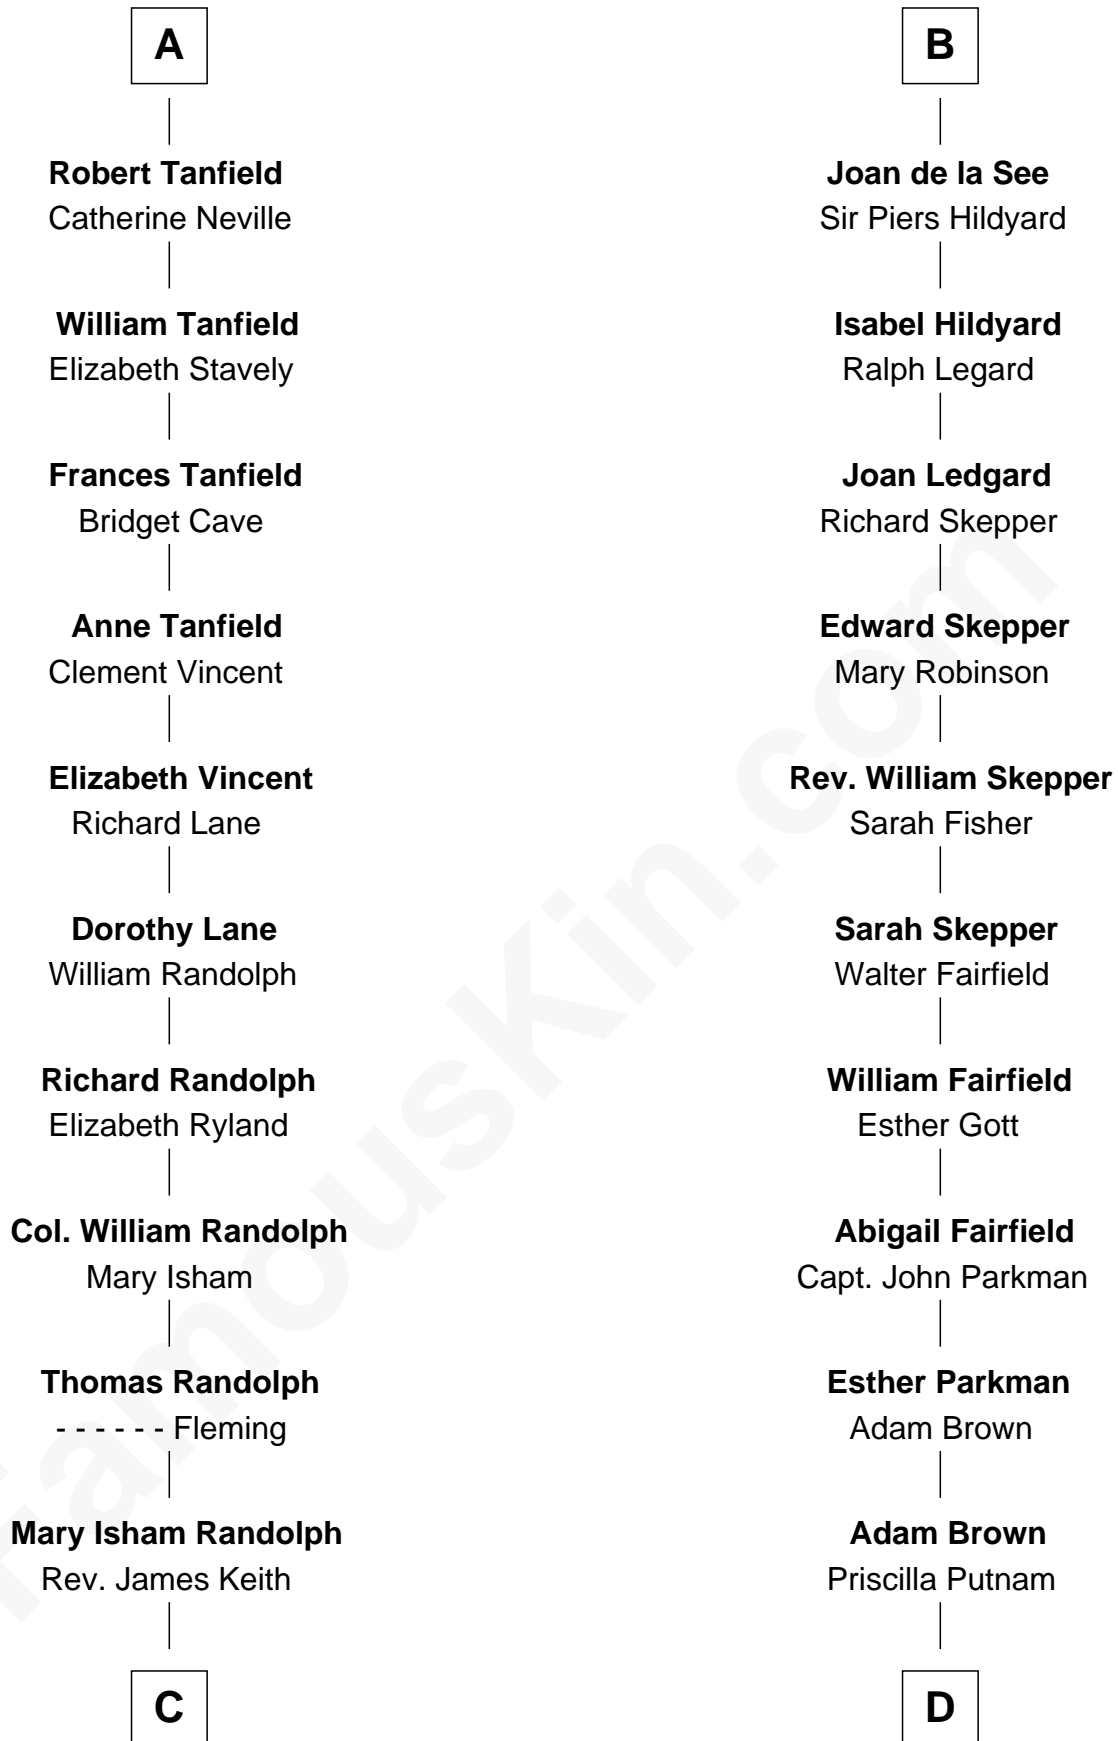 A
Robert Tanfield
Catherine Neville
William Tanfield
Elizabeth Stavely
Frances Tanfield
Bridget Cave
Anne Tanfield
Clement Vincent
Elizabeth Vincent
Richard Lane
Dorothy Lane
William Randolph
Richard Randolph
Elizabeth Ryland
Col. William Randolph
Mary Isham
Thomas Randolph
- - - - - - Fleming
Mary Isham Randolph
Rev. James Keith
C
B
Joan de la See
Sir Piers Hildyard
Isabel Hildyard
Ralph Legard
Joan Ledgard
Richard Skepper
Edward Skepper
Mary Robinson
Rev. William Skepper
Sarah Fisher
Sarah Skepper
Walter Fairfield
William Fairfield
Esther Gott
Abigail Fairfield
Capt. John Parkman
Esther Parkman
Adam Brown
Adam Brown
Priscilla Putnam
D
FamousKin.com